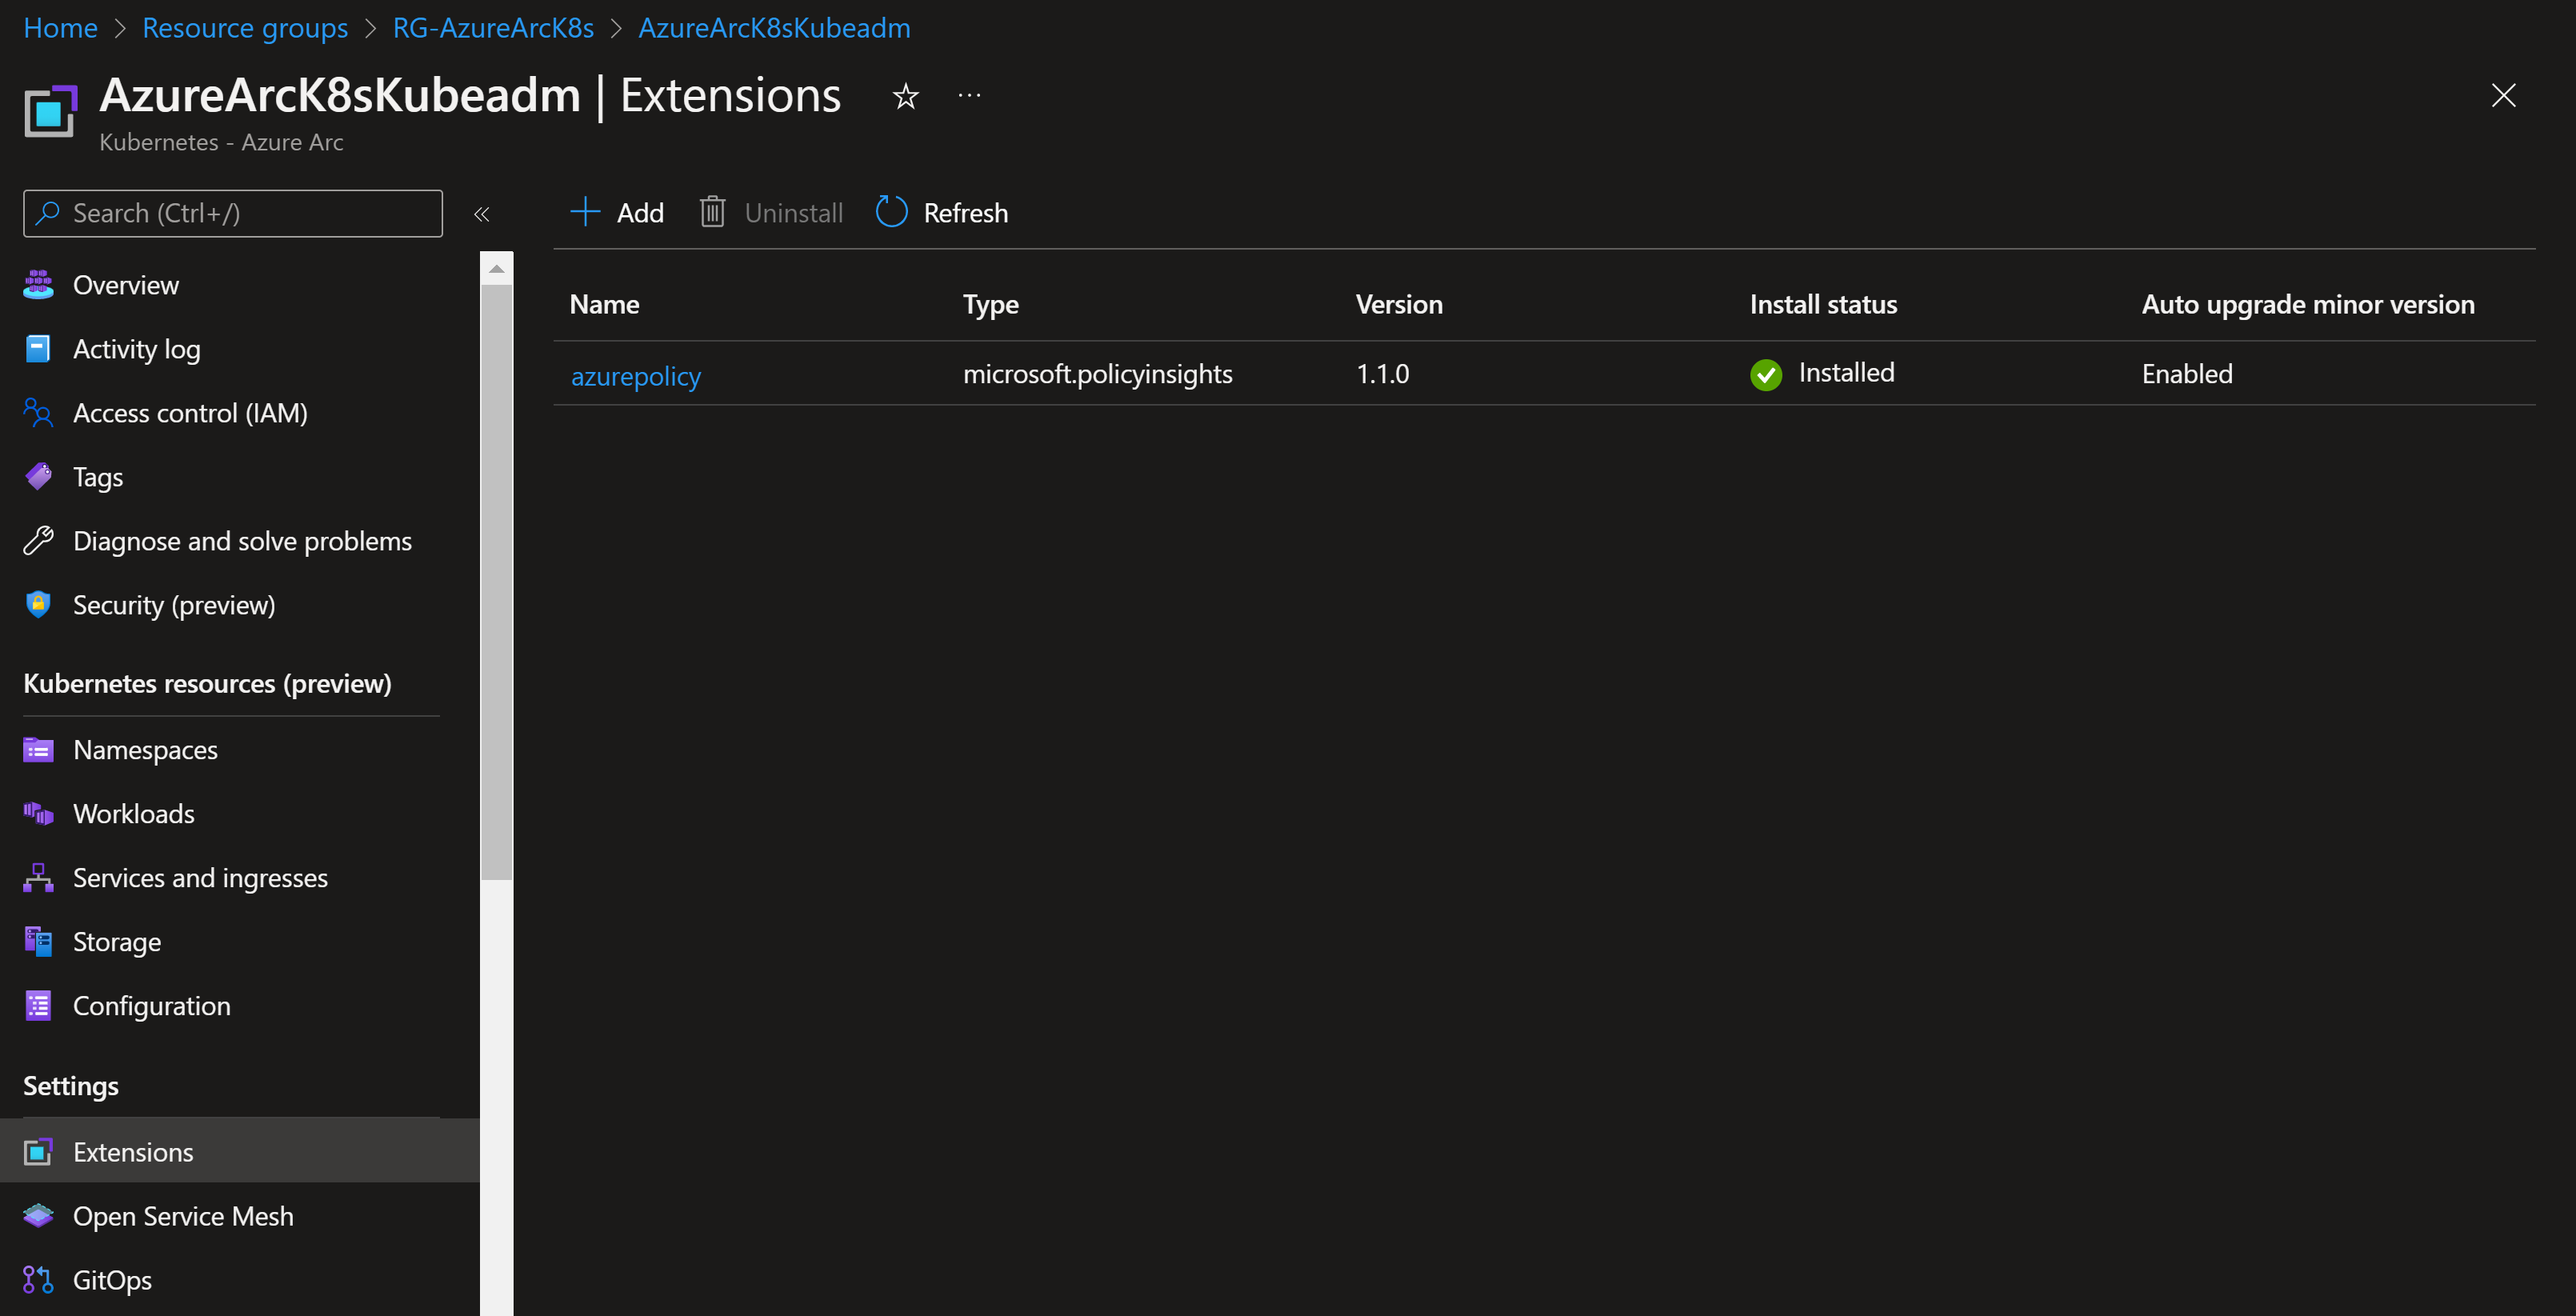 Home > Resource groups > RG-AzureArcK8s > AzureArcK8sKubeadm
AzureArcK8sKubeadm | Extensions
Kubernetes - Azure Arc
Search (Ctrl+/)
Add Uninstall Refresh
Overview
Activity log
Access control (IAM)
Tags
Diagnose and solve problems
Security (preview)
Kubernetes resources (preview)
Namespaces
Workloads
Services and ingresses
Storage
Configuration
Settings
Extensions
Open Service Mesh
GitOps
Name Type Version Install status Auto upgrade minor version
azurepolicy microsoft.policyinsights 1.1.0 Installed Enabled